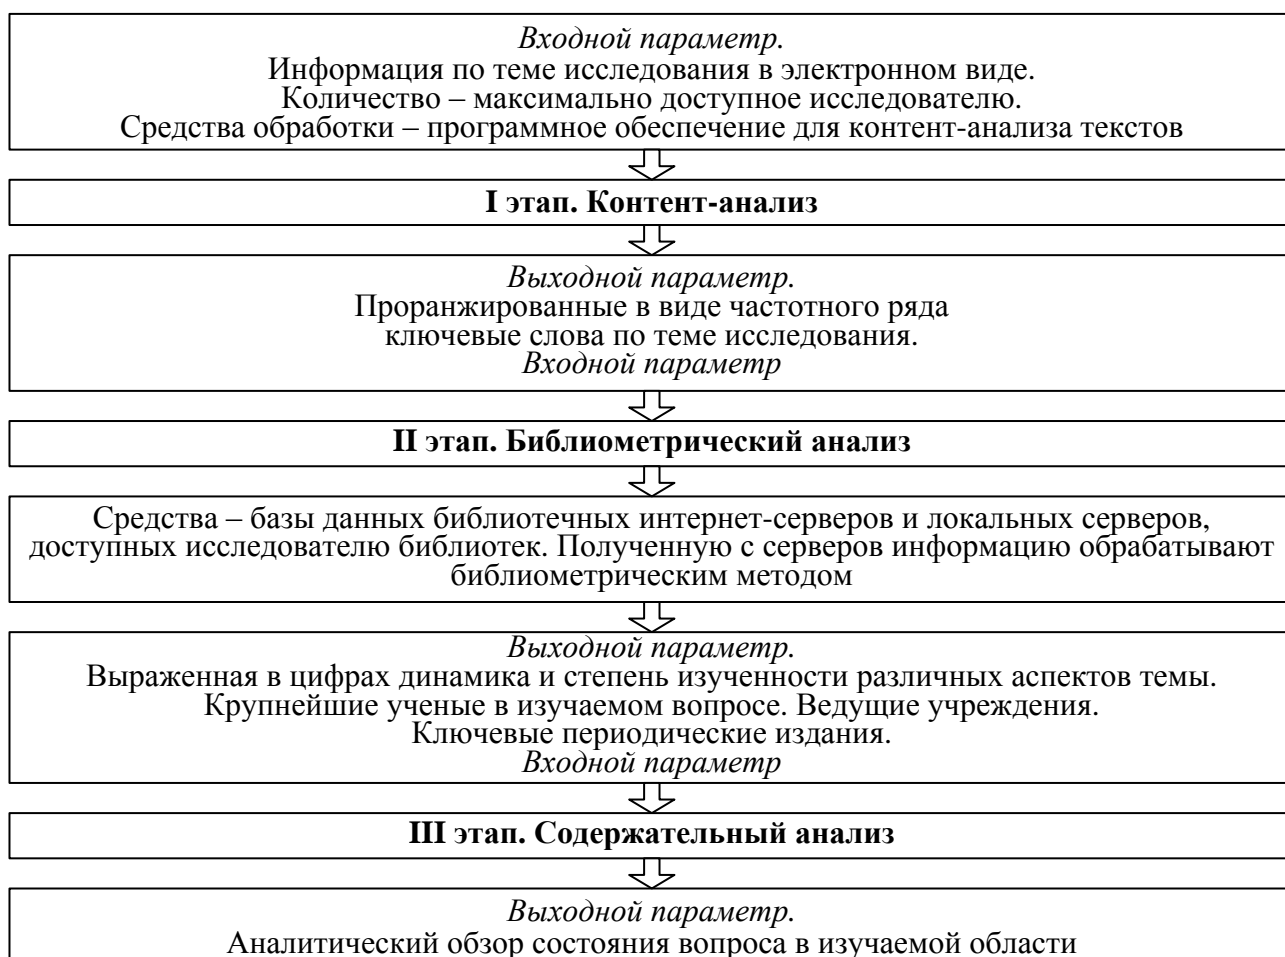 Входной параметр.
Информация по теме исследования в электронном виде.
Количество – максимально доступное исследователю.
Средства обработки – программное обеспечение для контент-анализа текстов
I этап. Контент-анализ
Выходной параметр.
Проранжированные в виде частотного ряда
ключевые слова по теме исследования.
Входной параметр
II этап. Библиометрический анализ
Средства – базы данных библиотечных интернет-серверов и локальных серверов,
доступных исследователю библиотек. Полученную с серверов информацию обрабатывают
библиометрическим методом
Выходной параметр.
Выраженная в цифрах динамика и степень изученности различных аспектов темы.
Крупнейшие ученые в изучаемом вопросе. Ведущие учреждения.
Ключевые периодические издания.
Входной параметр
III этап. Содержательный анализ
Выходной параметр.
Аналитический обзор состояния вопроса в изучаемой области